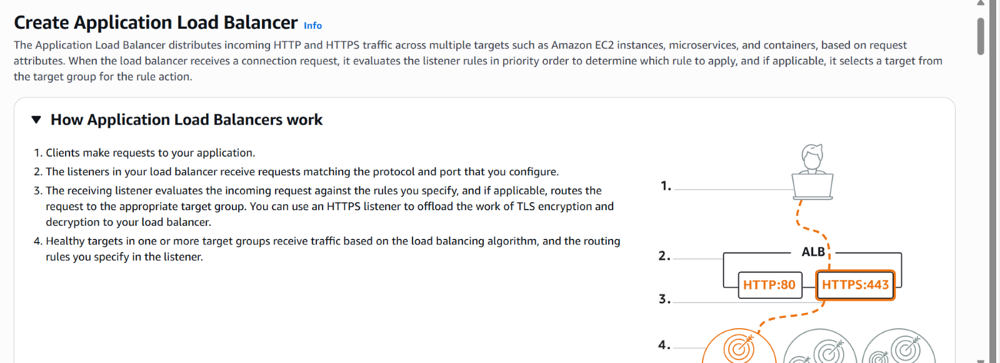 Create Application Load Balancer Info
The Application Load Balancer distributes incoming HTTP and HTTPS traffic across multiple targets such as Amazon EC2 instances, microservices, and containers, based on request
attributes. When the load balancer receives a connection request, it evaluates the listener rules in priority order to determine which rule to apply, and if applicable, it selects a target from
the target group for the rule action.
How Application Load Balancers work
1. Clients make requests to your application.
2. The listeners in your load balancer receive requests matching the protocol and port that you configure.
3. The receiving listener evaluates the incoming request against the rules you specify, and if applicable, routes the
request to the appropriate target group. You can use an HTTPS listener to offload the work of TLS encryption and
decryption to your load balancer.
4. Healthy targets in one or more target groups receive traffic based on the load balancing algorithm, and the routing
rules you specify in the listener.
1.
2.
ALB
HTTP:80
HTTPS:443
3.
4.